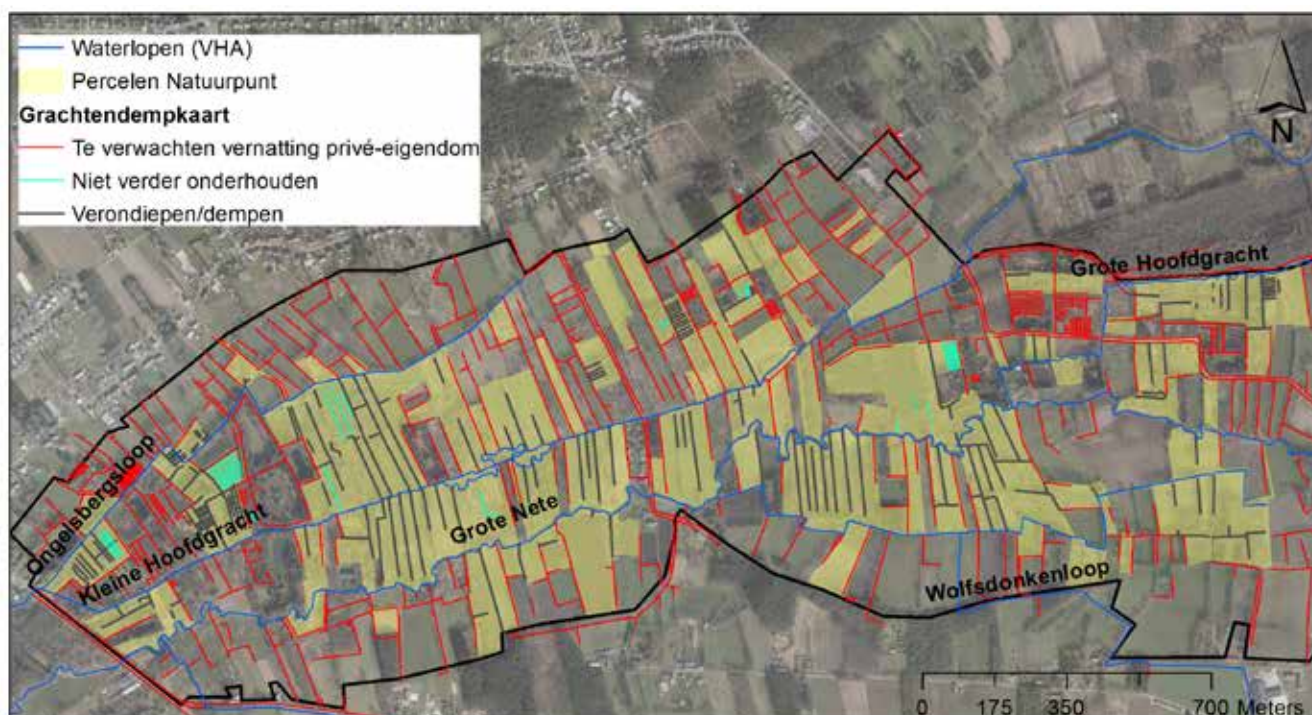 Waterlopen (VHA)
Percelen Natuurpunt
Grachtendempkaart
Te verwachten vernatting privé-eigendom
Niet verder onderhouden
Verondiepen/dempen
N
Grote Hoofdgracht
Ongelsbergsloop
Kleine Hoofdgracht
Grote Nete
Wolfsdonkenloop
0 175 350 700 Meters